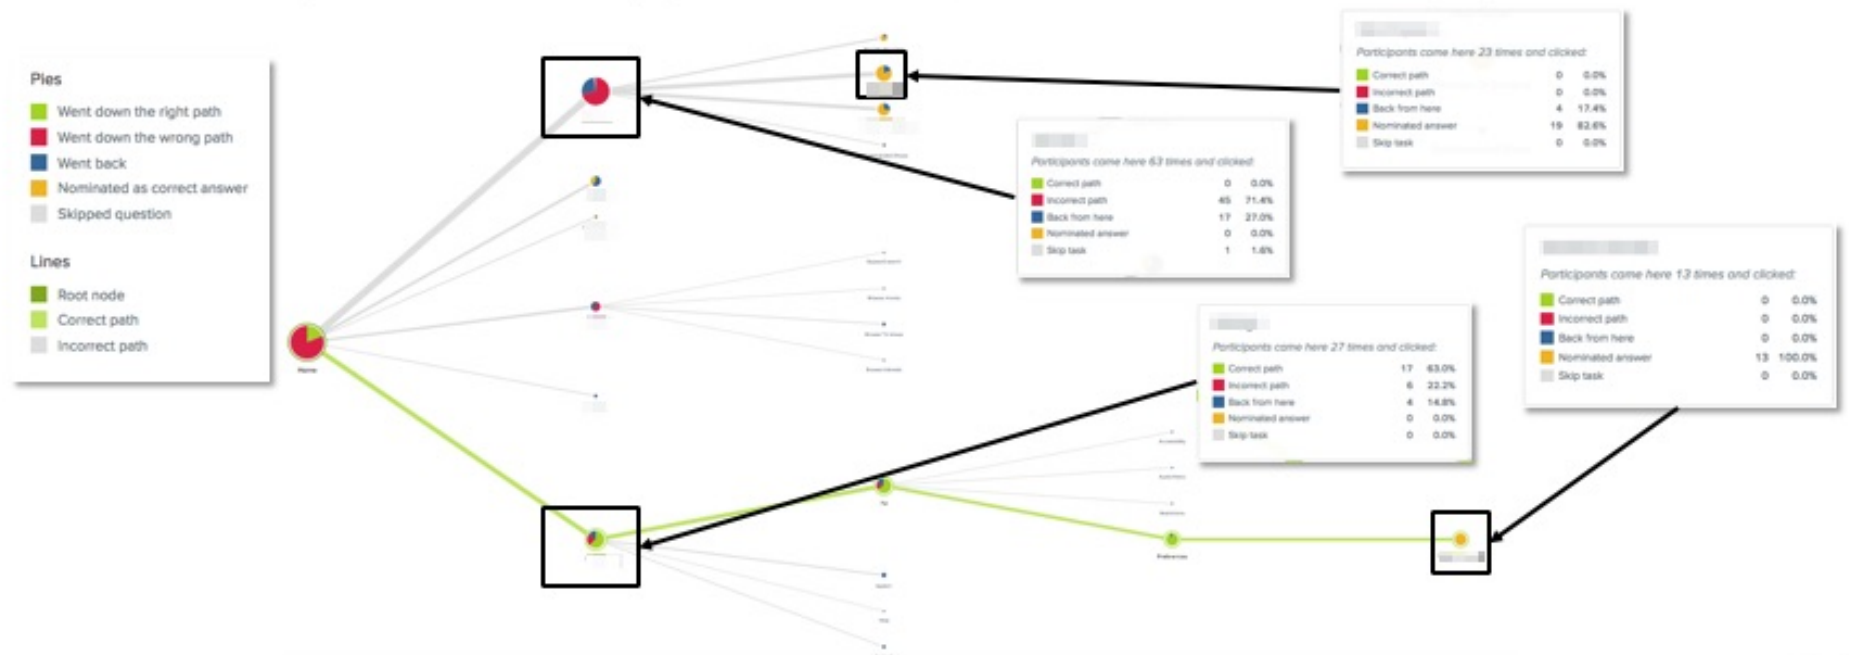 Pies
Went down the right path
Went down the wrong path
Went back
Nominated as correct answer
Skipped question
Lines
Root node
Correct path
Incorrect path
Home
Participants came here 23 times and clicked:
Correct path 0 0.0%
Incorrect path 0 0.0%
Back from here 4 17.4%
Nominated answer 19 82.6%
Skip task 0 0.0%
Participants came here 63 times and clicked:
Correct path 0 0.0%
Incorrect path 45 71.4%
Back from here 17 27.0%
Nominated answer 0 0.0%
Skip task 1 1.6%
Participants came here 27 times and clicked:
Correct path 17 63.0%
Incorrect path 6 22.2%
Back from here 4 14.8%
Nominated answer 0 0.0%
Skip task 0 0.0%
Participants came here 13 times and clicked:
Correct path 0 0.0%
Incorrect path 0 0.0%
Back from here 0 0.0%
Nominated answer 13 100.0%
Skip task 0 0.0%